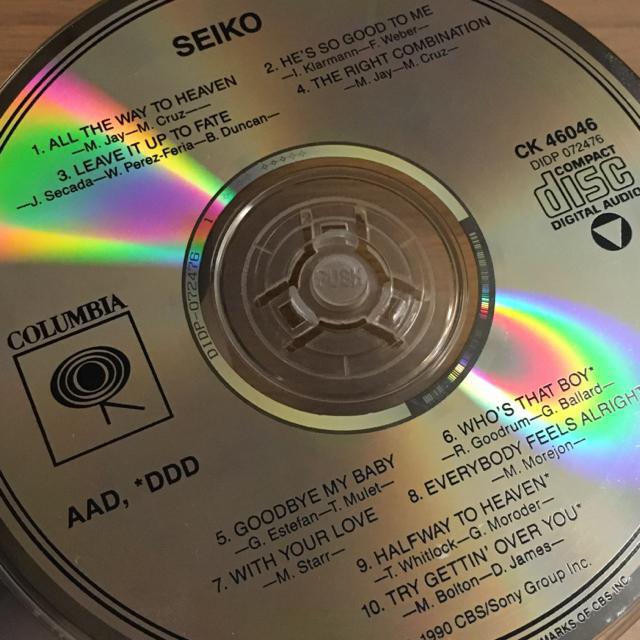 SEIKO
1. ALL THE WAY TO HEAVEN
—M. Jay—M. Cruz—
2. HE'S SO GOOD TO ME
—I. Klarmann—F. Weber—
3. LEAVE IT UP TO FATE
—J. Secada—W. Perez-Feria—B. Duncan—
4. THE RIGHT COMBINATION
—M. Jay—M. Cruz—
CK 46046
DIDP 072476
COMPACT
disc
DIGITAL AUDIO
DIDP-072476 1
PUSH
COLUMBIA
AAD, *DDD
5. GOODBYE MY BABY
—G. Estefan—T. Mulet—
6. WHO'S THAT BOY*
—R. Goodrum—G. Ballard—
7. WITH YOUR LOVE
—M. Starr—
8. EVERYBODY FEELS ALRIGHT
—M. Morejon—
9. HALFWAY TO HEAVEN*
—T. Whitlock—G. Moroder—
10. TRY GETTIN' OVER YOU*
—M. Bolton—D. James—
1990 CBS/Sony Group Inc.
MARKS OF CBS INC.